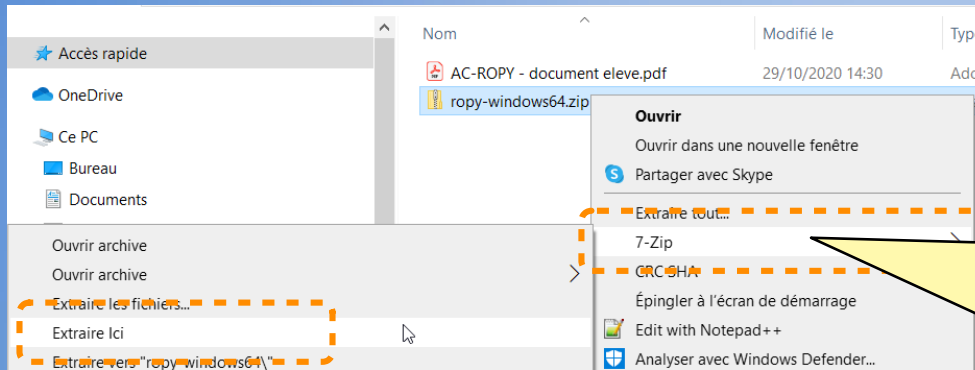 Nom Modifié le Typ
Accès rapide
AC-ROPY - document eleve.pdf 29/10/2020 14:30 Ado
OneDrive
ropy-windows64.zip
Ce PC
Bureau
Documents
Ouvrir
Ouvrir dans une nouvelle fenêtre
Partager avec Skype
Extraire tout...
7-Zip
CRC SHA
Épingler à l'écran de démarrage
Edit with Notepad++
Analyser avec Windows Defender...
Ouvrir archive
Ouvrir archive
Extraire les fichiers...
Extraire Ici
Extraire vers "ropy-windows64\"